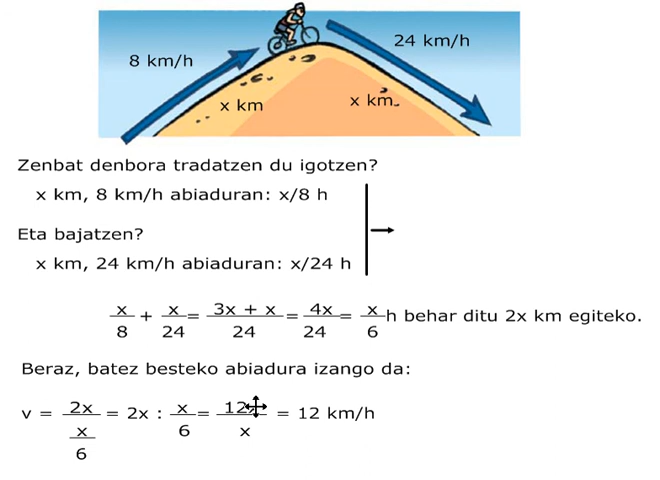 8 km/h
24 km/h
x km
x km
Zenbat denbora tradatzen du igotzen?
x km, 8 km/h abiaduran: x/8 h
Eta bajatzen?
x km, 24 km/h abiaduran: x/24 h
x/8 + x/24 = 3x + x/24 = 4x/24 = x/6 h behar ditu 2x km egiteko.
Beraz, batez besteko abiadura izango da:
v = 2x/x/6 = 2x : x/6 = 12x/x = 12 km/h